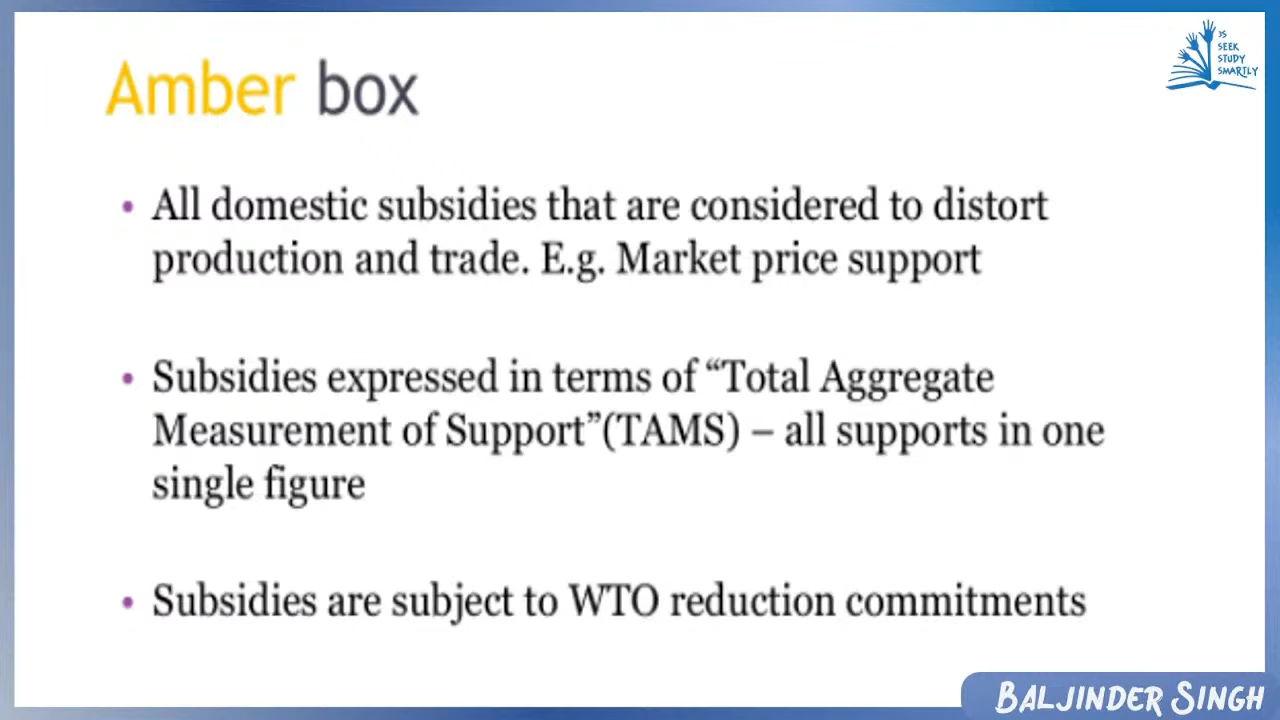 Amber box
3S
SEEK
STUDY
SMARTLY
• All domestic subsidies that are considered to distort
production and trade. E.g. Market price support
• Subsidies expressed in terms of “Total Aggregate
Measurement of Support”(TAMS) – all supports in one
single figure
• Subsidies are subject to WTO reduction commitments
BALJINDER SINGH